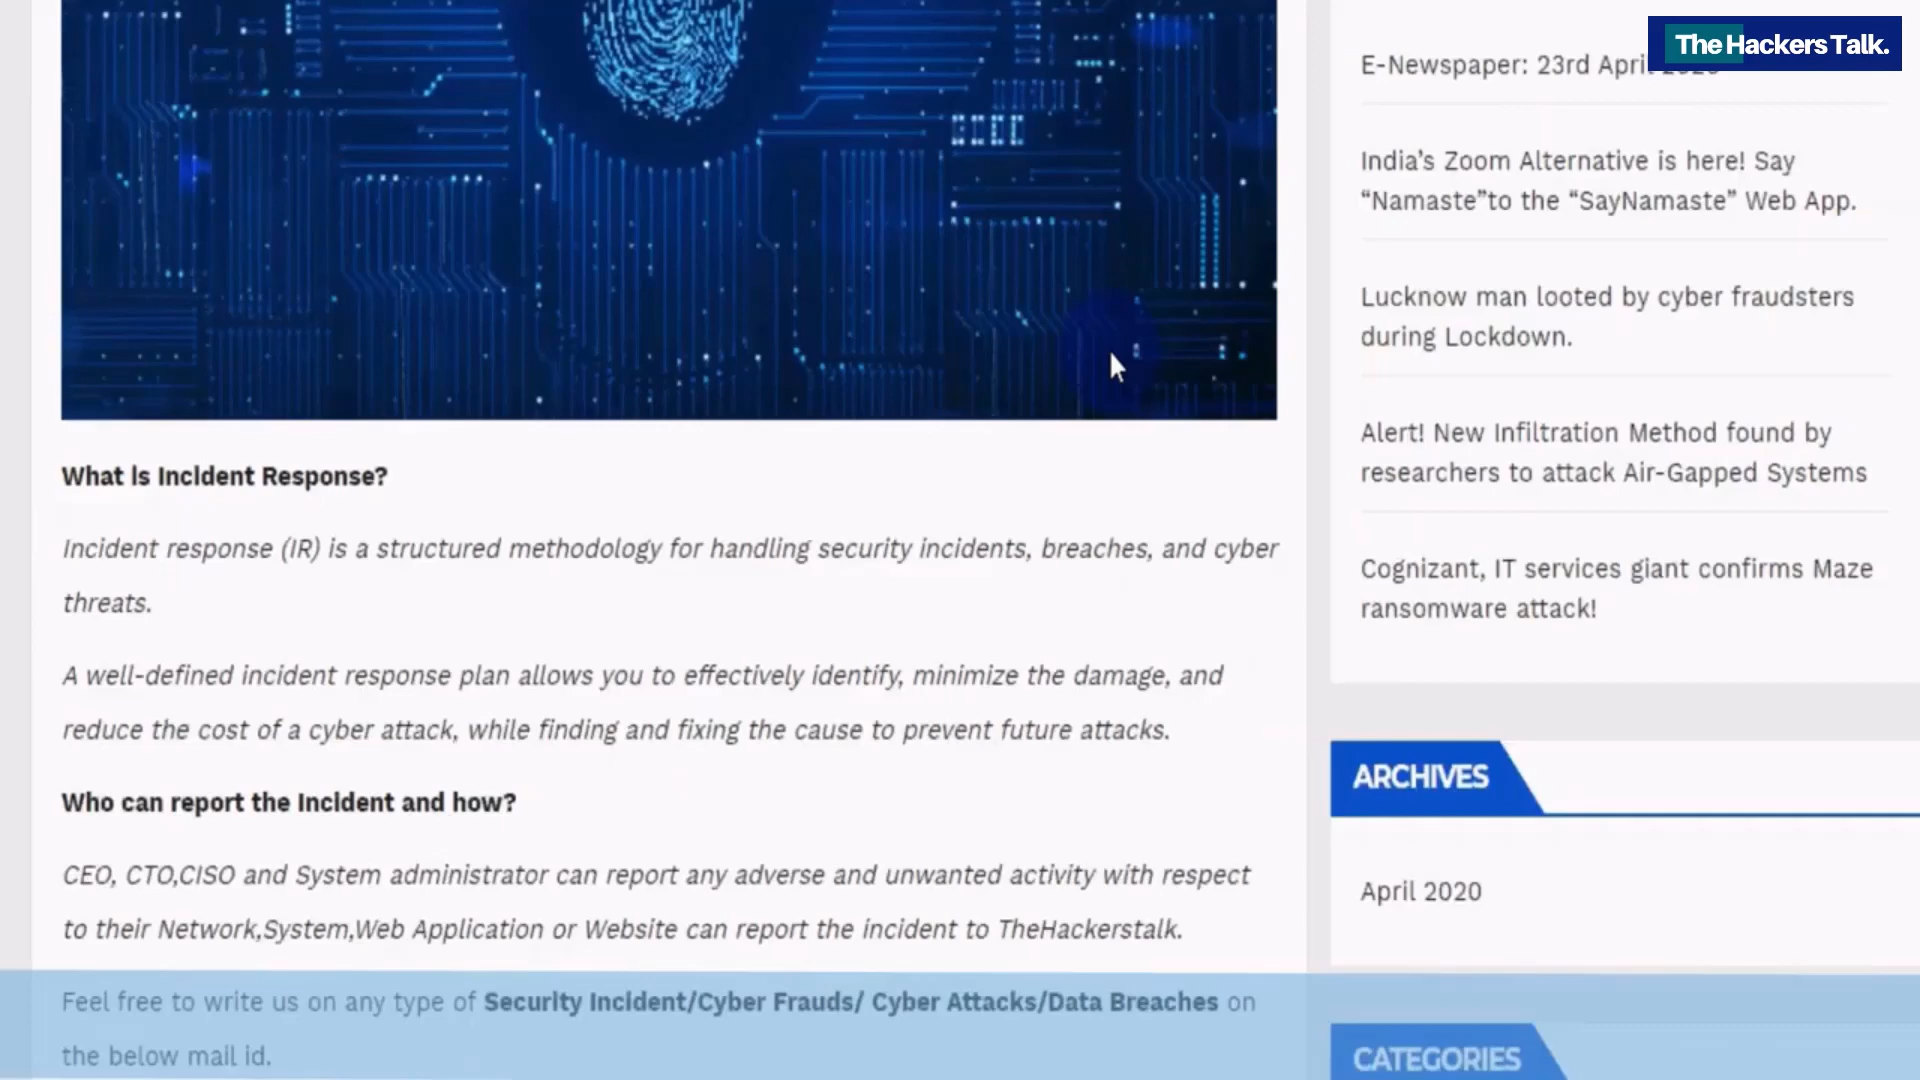 The Hackers Talk.
What is Incident Response?
Incident response (IR) is a structured methodology for handling security incidents, breaches, and cyber
threats.
A well-defined incident response plan allows you to effectively identify, minimize the damage, and
reduce the cost of a cyber attack, while finding and fixing the cause to prevent future attacks.
Who can report the Incident and how?
CEO, CTO,CISO and System administrator can report any adverse and unwanted activity with respect
to their Network,System,Web Application or Website can report the incident to TheHackerstalk.
Feel free to write us on any type of Security Incident/Cyber Frauds/ Cyber Attacks/Data Breaches on
the below mail id.
E-Newspaper: 23rd April 2020
India’s Zoom Alternative is here! Say
“Namaste”to the “SayNamaste” Web App.
Lucknow man looted by cyber fraudsters
during Lockdown.
Alert! New Infiltration Method found by
researchers to attack Air-Gapped Systems
Cognizant, IT services giant confirms Maze
ransomware attack!
ARCHIVES
April 2020
CATEGORIES